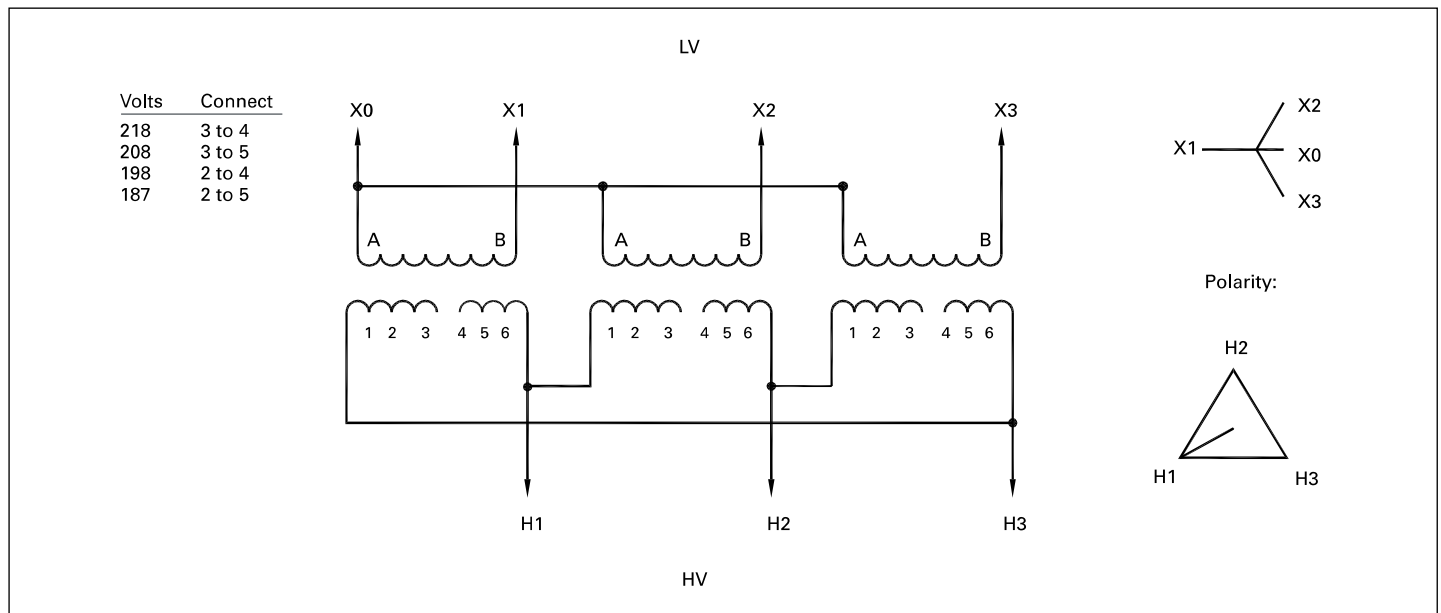 LV
Volts Connect
218 3 to 4
208 3 to 5
198 2 to 4
187 2 to 5
X0 X1 X2 X3
A B A B A B
1 2 3 4 5 6 1 2 3 4 5 6 1 2 3 4 5 6
H1 H2 H3
HV
X2
X1 X0
X3
Polarity:
H2
H1 H3